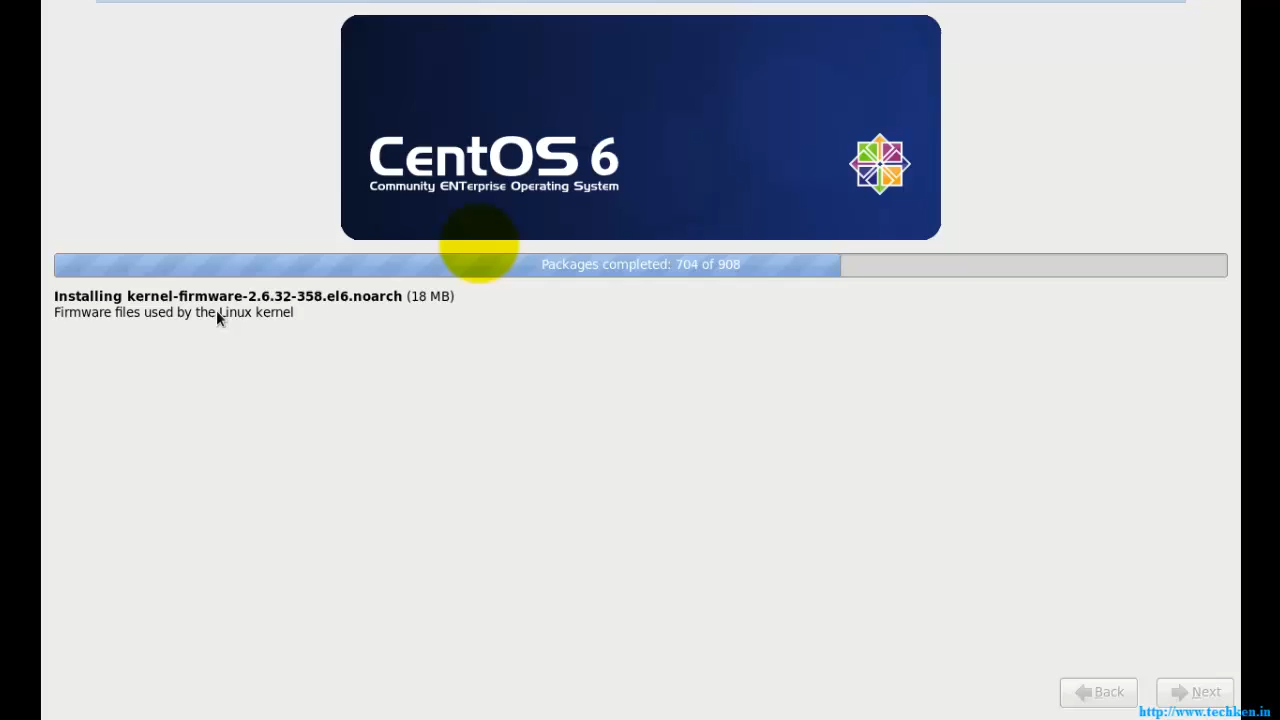 CentOS 6
Community ENTerprise Operating System
Packages completed: 704 of 908
Installing kernel-firmware-2.6.32-358.el6.noarch (18 MB)
Firmware files used by the Linux kernel
Back
Next
http://www.techken.in